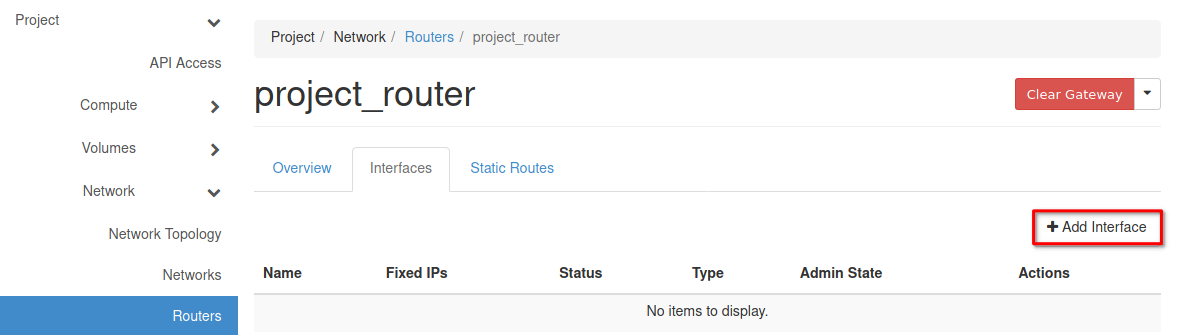 Project
API Access
Compute
Volumes
Network
Network Topology
Networks
Routers
Project / Network / Routers / project_router
project_router
Clear Gateway
Overview Interfaces Static Routes
+ Add Interface
Name Fixed IPs Status Type Admin State Actions
No items to display.